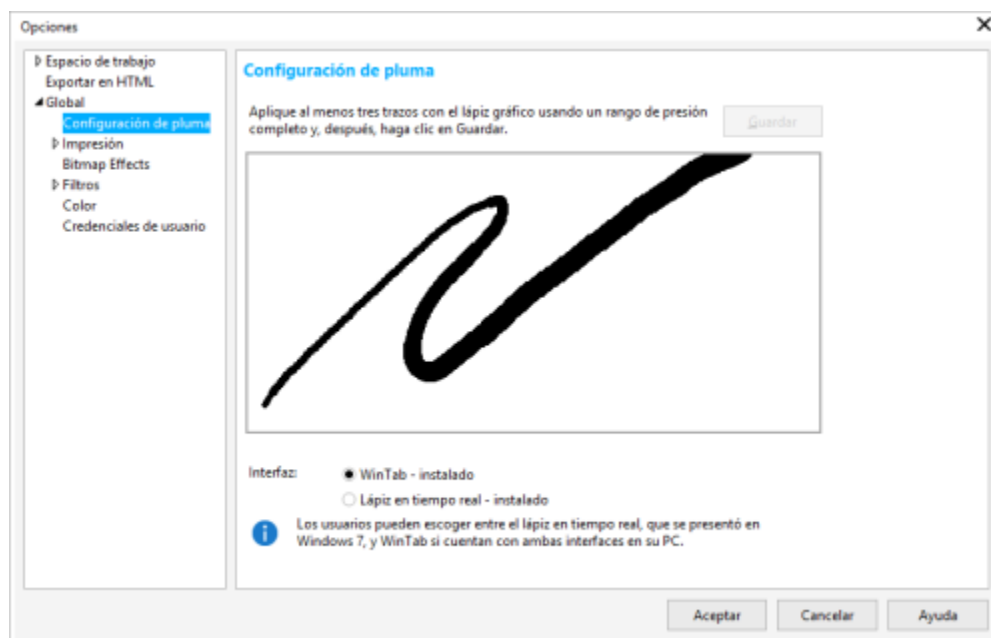 Opciones
Espacio de trabajo
Exportar en HTML
Global
Configuración de pluma
Impresión
Bitmap Effects
Filtros
Color
Credenciales de usuario
Configuración de pluma
Aplique al menos tres trazos con el lápiz gráfico usando un rango de presión
completo y, después, haga clic en Guardar.
Guardar
Interfaz:
WinTab - instalado
Lápiz en tiempo real - instalado
Los usuarios pueden escoger entre el lápiz en tiempo real, que se presentó en
Windows 7, y WinTab si cuentan con ambas interfaces en su PC.
Aceptar
Cancelar
Ayuda